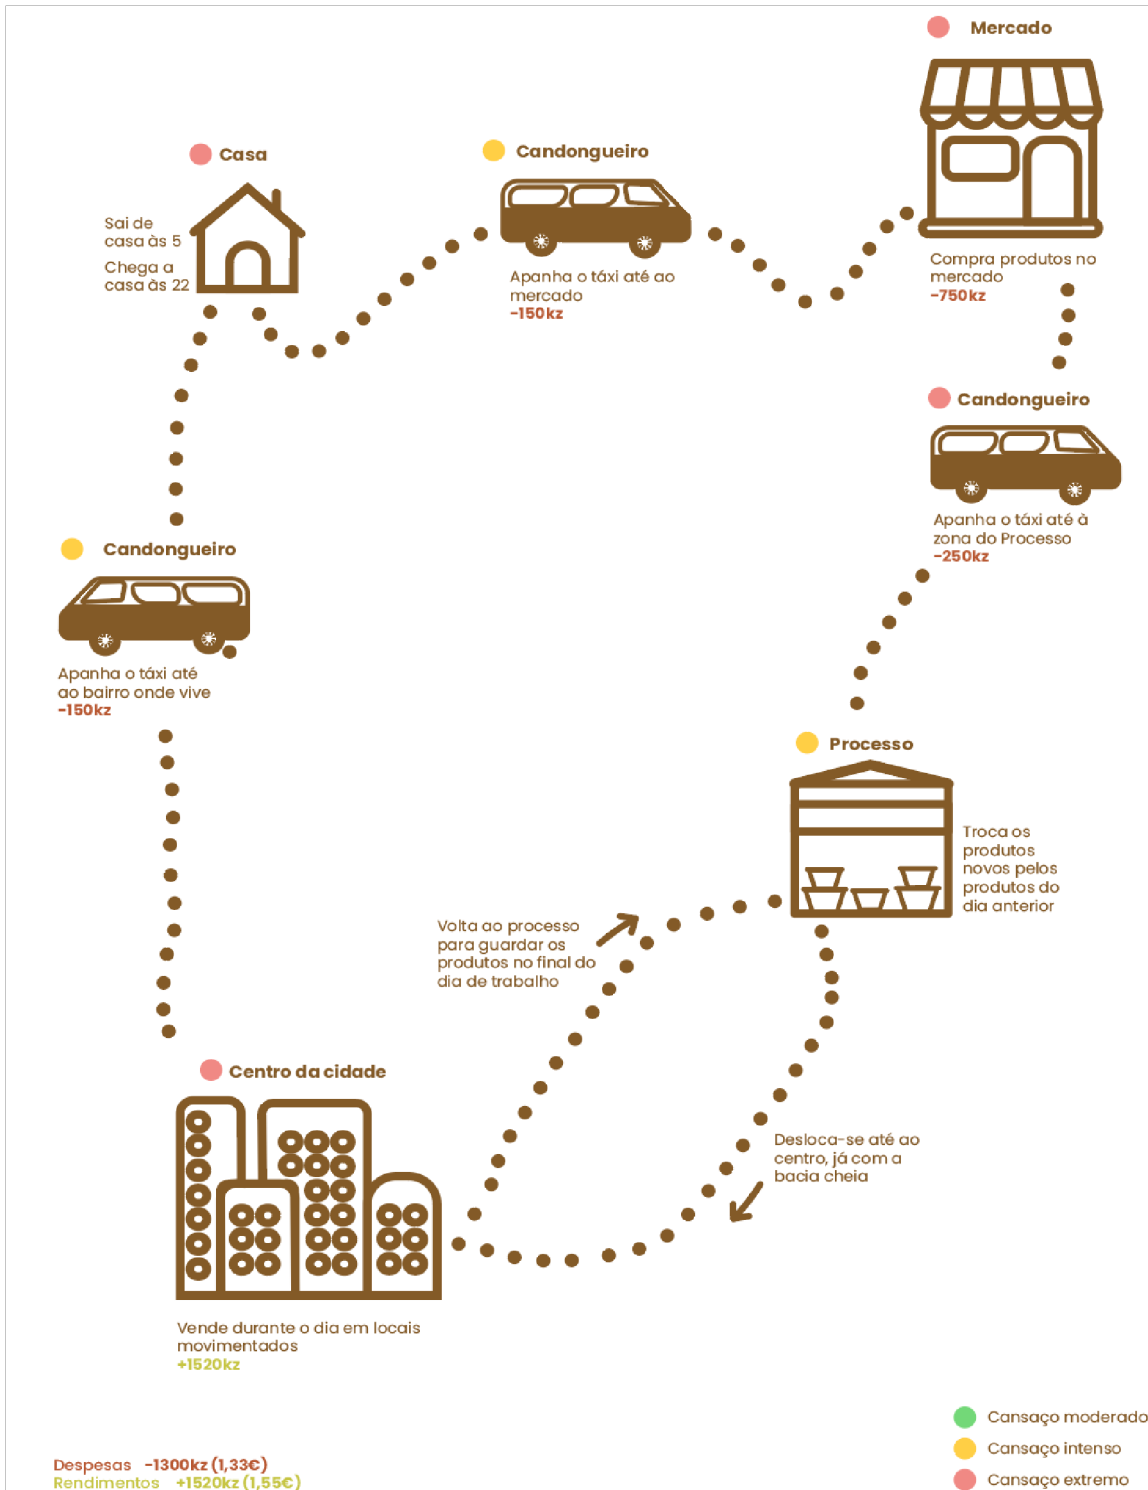 Mercado
Casa
Candongueiro
Sai de
casa às 5
Chega a
casa às 22
Apanha o táxi até ao
mercado
-150kz
Compra produtos no
mercado
-750kz
Candongueiro
Apanha o táxi até à
zona do Processo
-250kz
Candongueiro
Apanha o táxi até
ao bairro onde vive
-150kz
Processo
Troca os
produtos
novos pelos
produtos do
dia anterior
Volta ao processo
para guardar os
produtos no final do
dia de trabalho
Centro da cidade
Desloca-se até ao
centro, já com a
bacia cheia
Vende durante o dia em locais
movimentados
+1520kz
Cansaço moderado
Cansaço intenso
Cansaço extremo
Despesas -1300kz (1,33€)
Rendimentos +1520kz (1,55€)